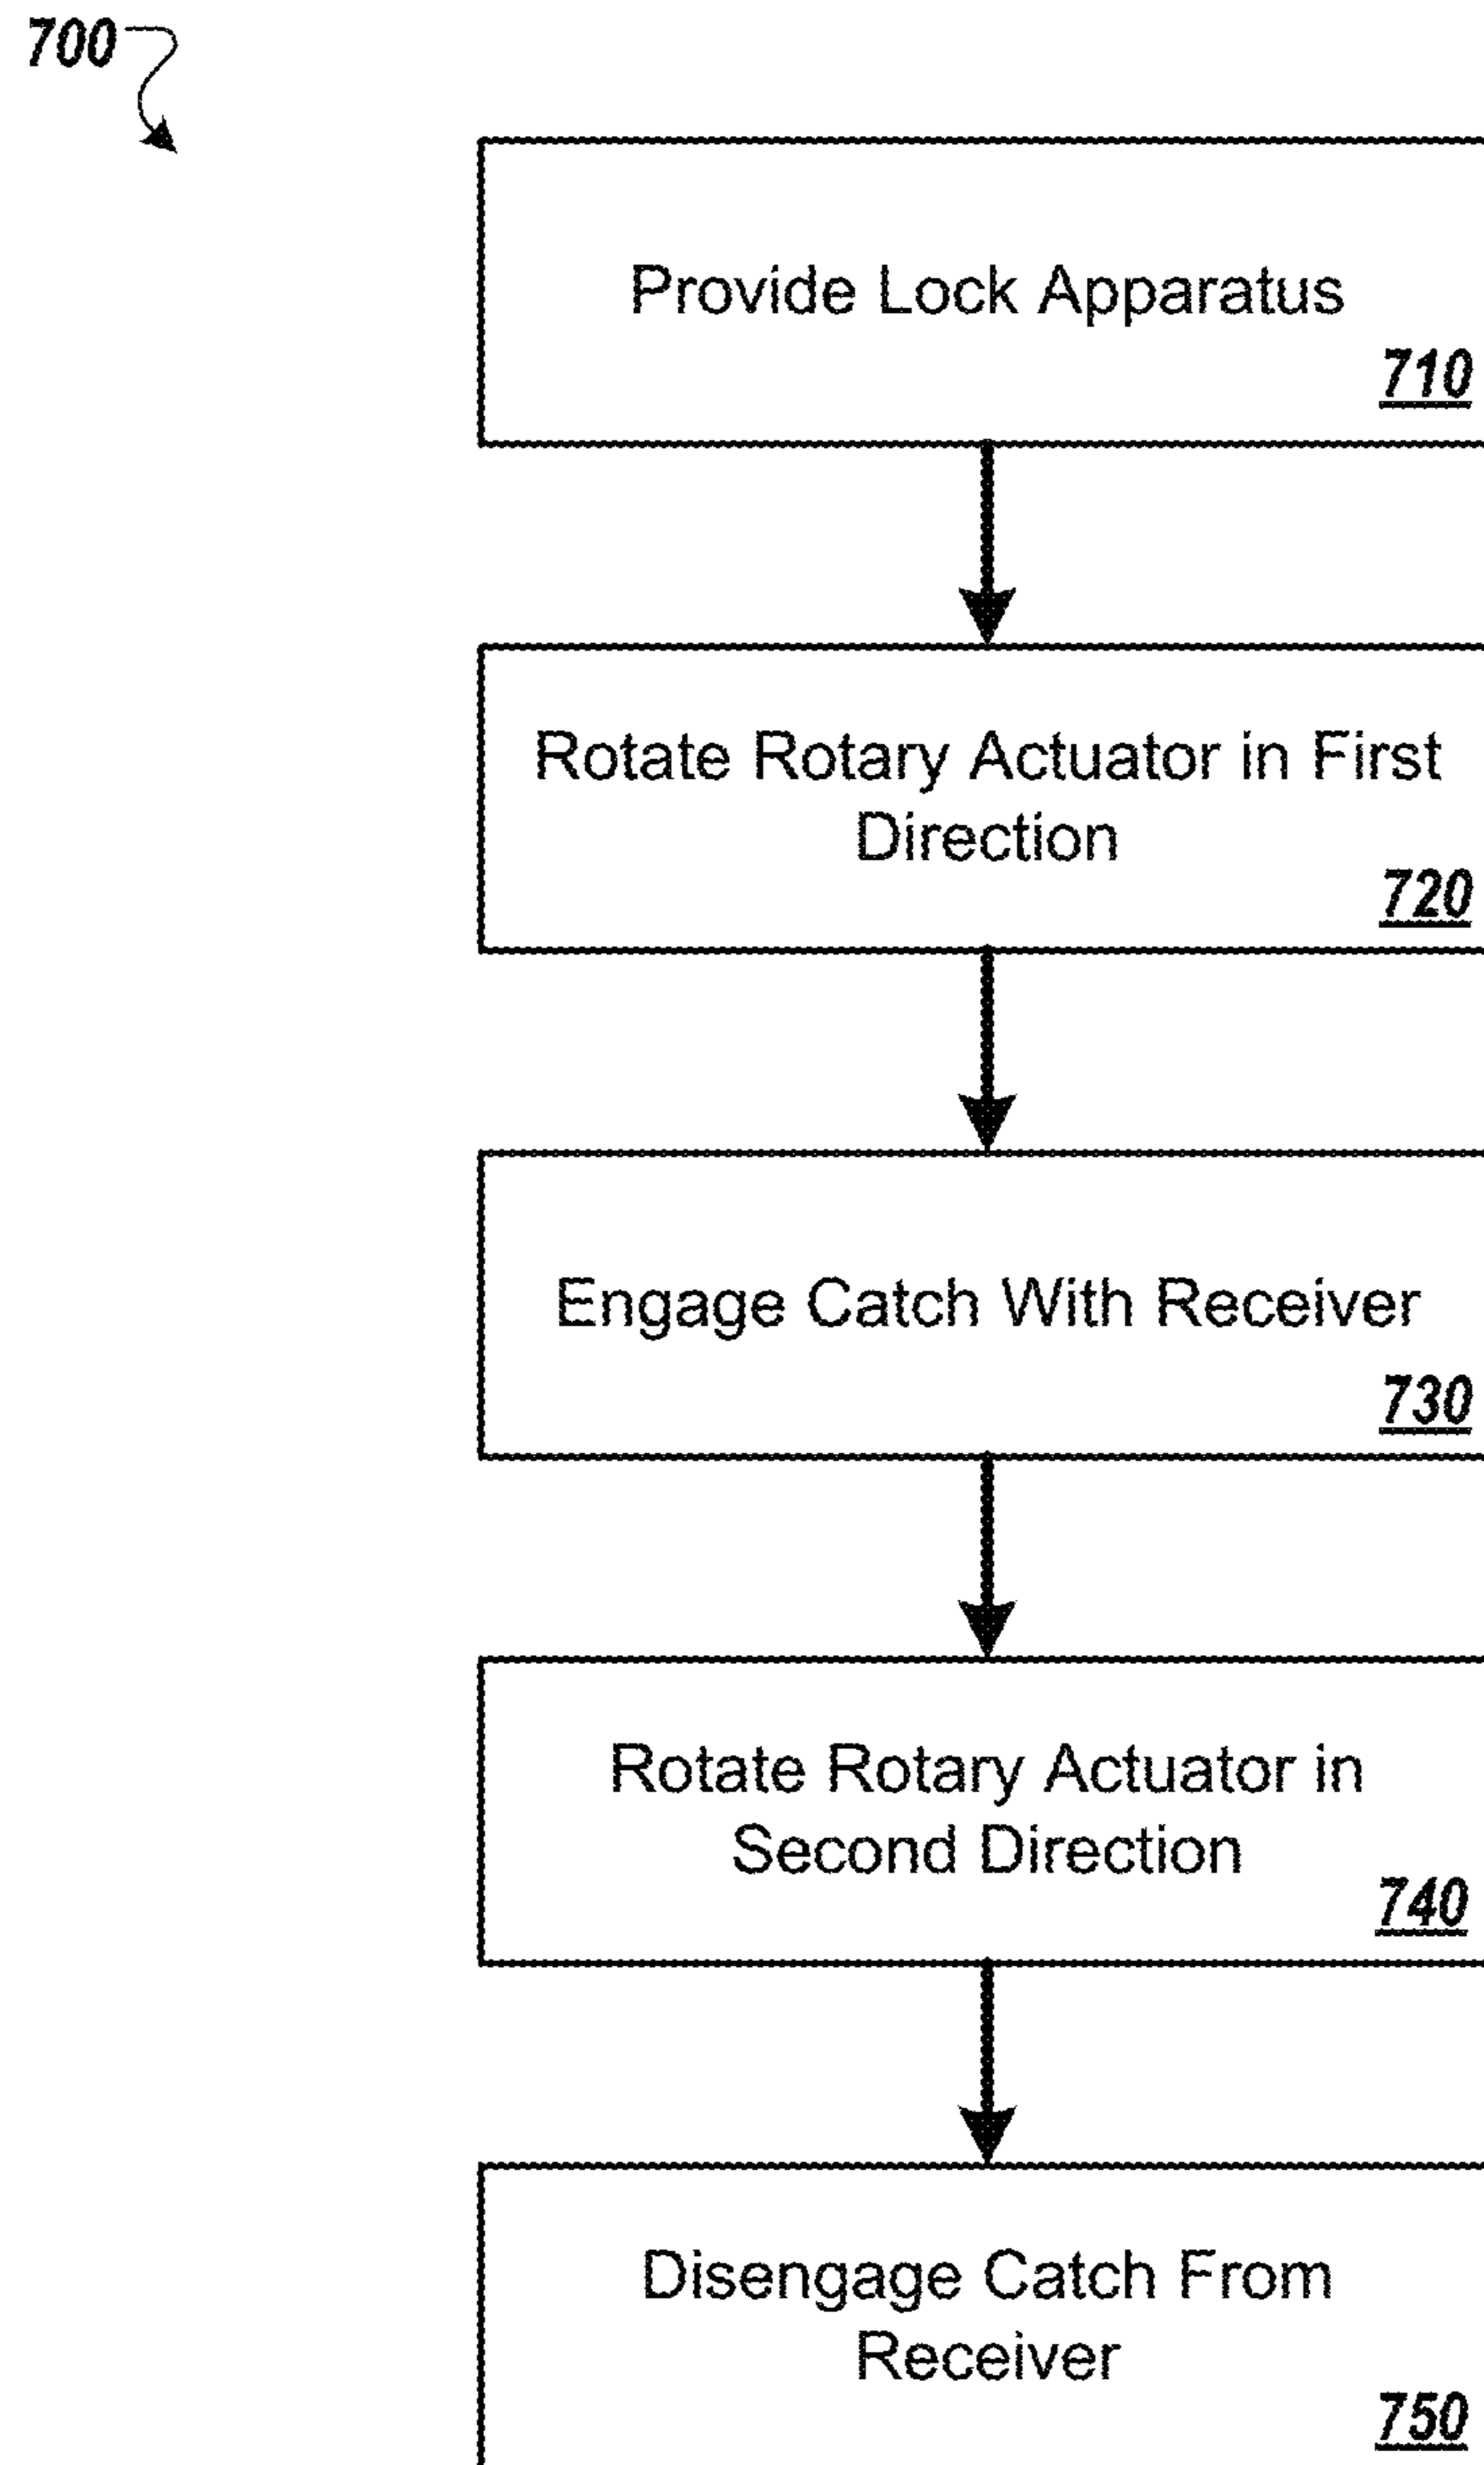 700
Provide Lock Apparatus
710
Rotate Rotary Actuator in First
Direction
720
Engage Catch With Receiver
730
Rotate Rotary Actuator in
Second Direction
740
Disengage Catch From
Receiver
750